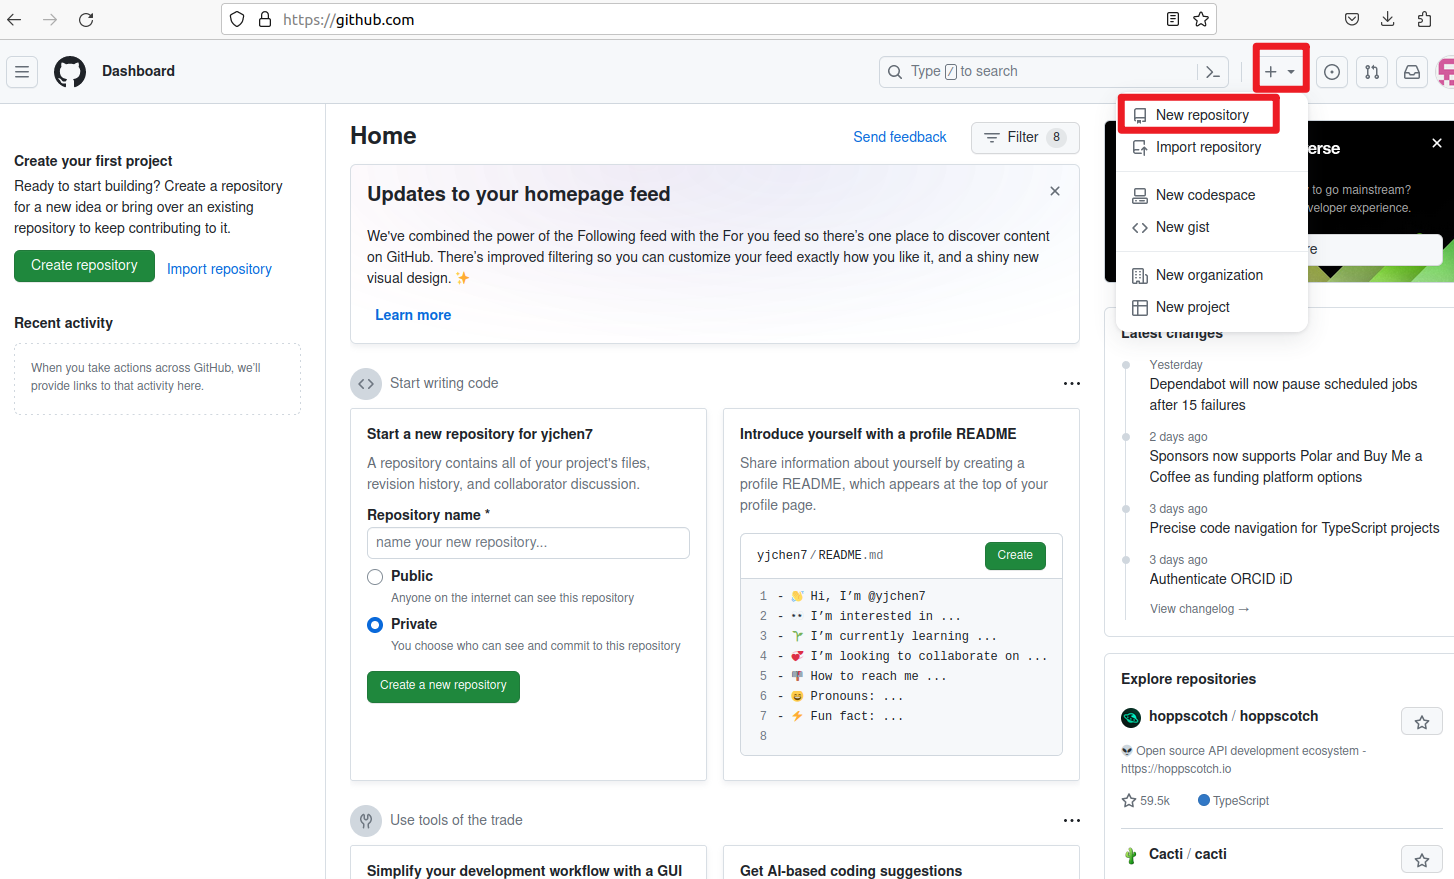 https://github.com
Dashboard
Type / to search
New repository
Import repository
New codespace
New gist
New organization
New project
Create your first project
Ready to start building? Create a repository
for a new idea or bring over an existing
repository to keep contributing to it.
Create repository
Import repository
Recent activity
When you take actions across GitHub, we'll
provide links to that activity here.
Home
Send feedback
Filter 8
Updates to your homepage feed
We've combined the power of the Following feed with the For you feed so there's one place to discover content
on GitHub. There's improved filtering so you can customize your feed exactly how you like it, and a shiny new
visual design. ✨
Learn more
Start writing code
Start a new repository for yjchen7
A repository contains all of your project's files,
revision history, and collaborator discussion.
Repository name *
name your new repository...
Public
Anyone on the internet can see this repository
Private
You choose who can see and commit to this repository
Create a new repository
Introduce yourself with a profile README
Share information about yourself by creating a
profile README, which appears at the top of your
profile page.
yjchen7 / README.md
Create
1 - 👋 Hi, I'm @yjchen7
2 - 👀 I'm interested in ...
3 - 🌱 I'm currently learning ...
4 - 💞️ I'm looking to collaborate on ...
5 - 📫 How to reach me ...
6 - 😄 Pronouns: ...
7 - ⚡ Fun fact: ...
8
Use tools of the trade
Simplify your development workflow with a GUI
Get AI-based coding suggestions
erse
to go mainstream?
veloper experience.
re
Latest changes
Yesterday
Dependabot will now pause scheduled jobs
after 15 failures
2 days ago
Sponsors now supports Polar and Buy Me a
Coffee as funding platform options
3 days ago
Precise code navigation for TypeScript projects
3 days ago
Authenticate ORCID iD
View changelog →
Explore repositories
hoppscotch / hoppscotch
👽 Open source API development ecosystem -
https://hoppscotch.io
59.5k
TypeScript
Cacti / cacti